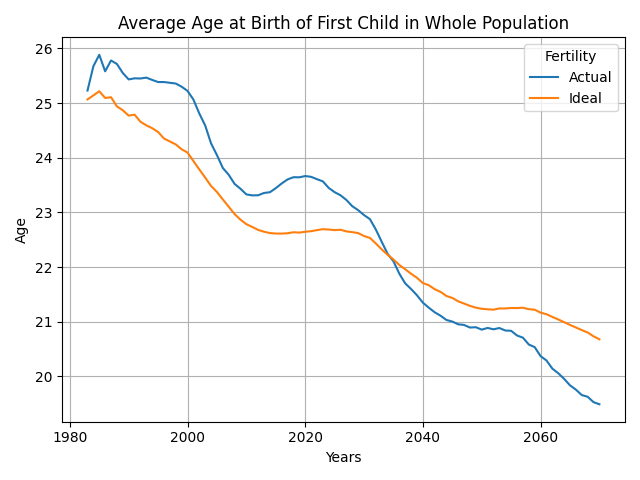 Average Age at Birth of First Child in Whole Population
Fertility
Actual
Ideal
Age
26
25
24
23
22
21
20
1980
2000
2020
2040
2060
Years